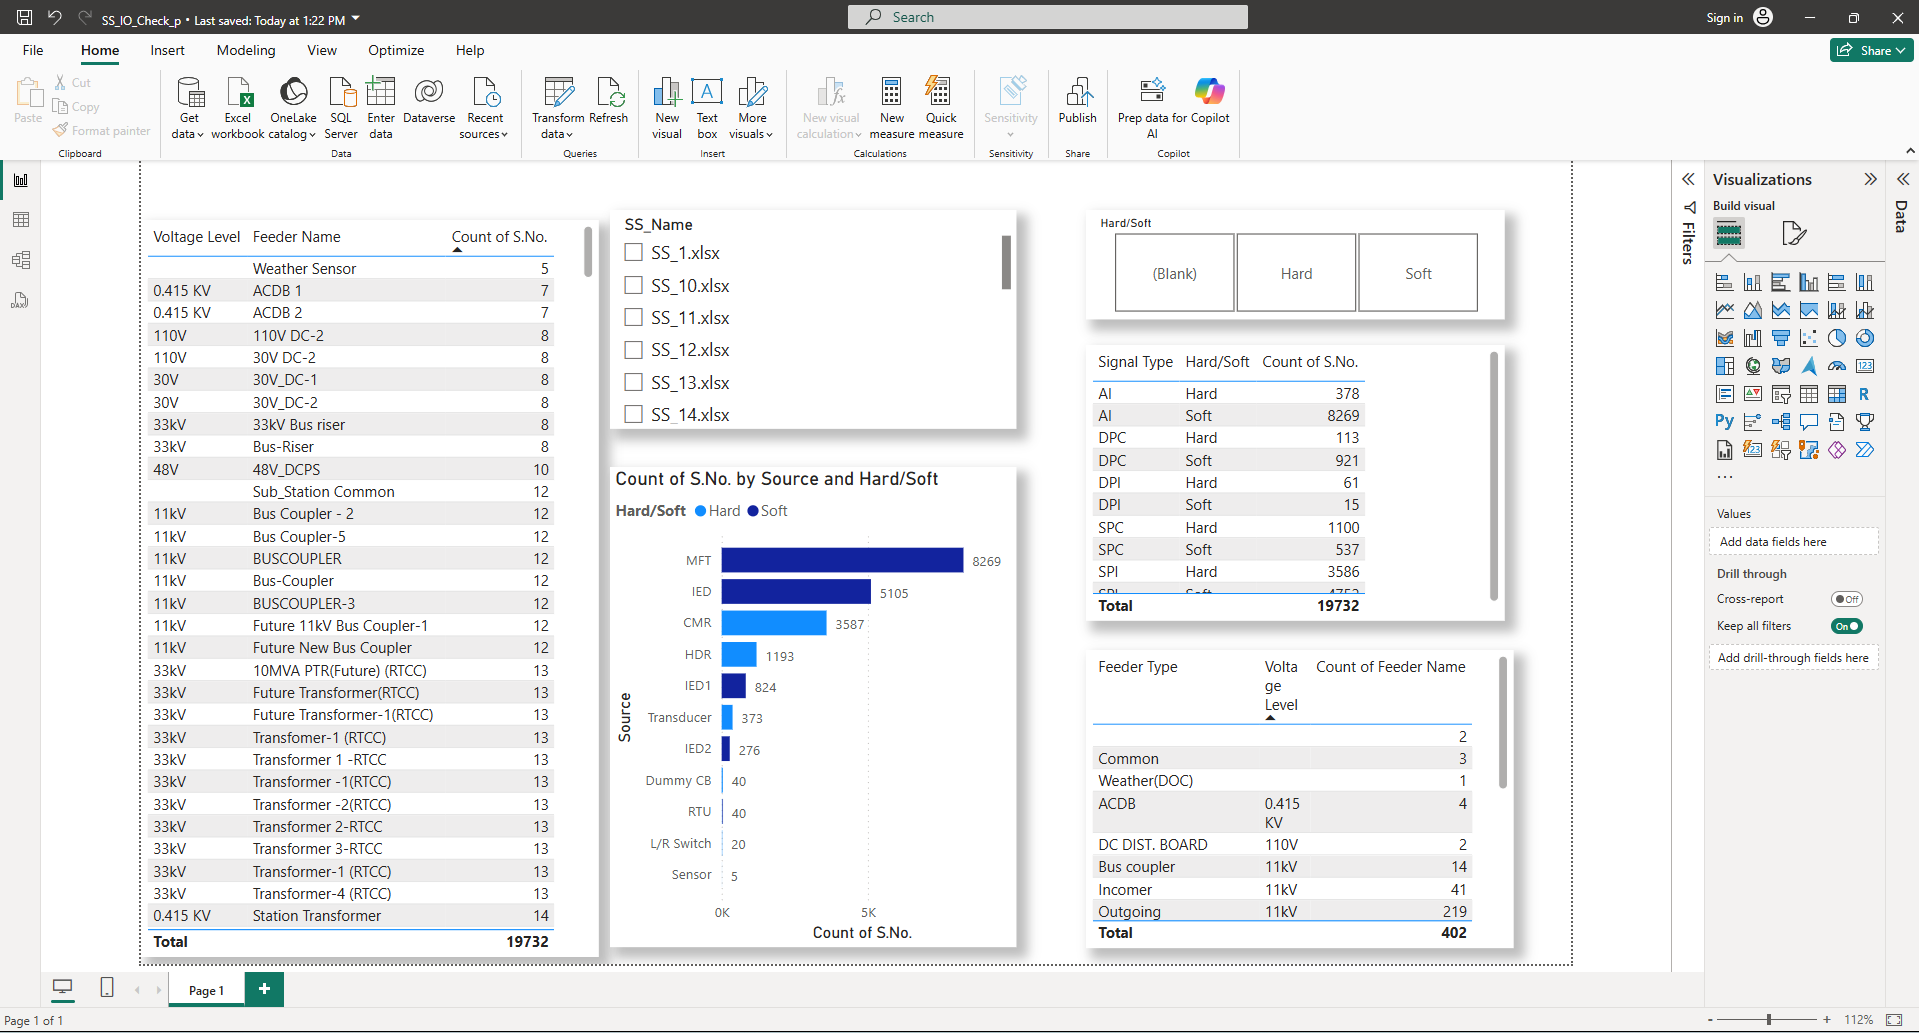 SS_IO_Check_p • Last saved: Today at 1:22 PM
Search
Sign in
File Home Insert Modeling View Optimize Help
Share
Paste
Cut
Copy
Format painter
Clipboard
Get data
Excel workbook
OneLake catalog
SQL Server
Enter data
Dataverse
Recent sources
Data
Transform data
Refresh
Queries
New visual
Text box
More visuals
Insert
New visual calculation
New measure
Quick measure
Calculations
Sensitivity
Sensitivity
Publish
Share
Prep data for AI
Copilot
Copilot
Voltage Level Feeder Name Count of S.No.
Weather Sensor 5
0.415 KV ACDB 1 7
0.415 KV ACDB 2 7
110V 110V DC-2 8
110V 30V DC-2 8
30V 30V_DC-1 8
30V 30V_DC-2 8
33kV 33kV Bus riser 8
33kV Bus-Riser 8
48V 48V_DCPS 10
Sub_Station Common 12
11kV Bus Coupler - 2 12
11kV Bus Coupler-5 12
11kV BUSCOUPLER 12
11kV Bus-Coupler 12
11kV BUSCOUPLER-3 12
11kV Future 11kV Bus Coupler-1 12
11kV Future New Bus Coupler 12
33kV 10MVA PTR(Future) (RTCC) 13
33kV Future Transformer(RTCC) 13
33kV Future Transformer-1(RTCC) 13
33kV Transfomer-1 (RTCC) 13
33kV Transformer 1 -RTCC 13
33kV Transformer -1(RTCC) 13
33kV Transformer -2(RTCC) 13
33kV Transformer 2-RTCC 13
33kV Transformer 3-RTCC 13
33kV Transformer-1 (RTCC) 13
33kV Transformer-4 (RTCC) 13
0.415 KV Station Transformer 14
Total 19732
SS_Name
SS_1.xlsx
SS_10.xlsx
SS_11.xlsx
SS_12.xlsx
SS_13.xlsx
SS_14.xlsx
Count of S.No. by Source and Hard/Soft
Hard/Soft Hard Soft
Source
MFT 8269
IED 5105
CMR 3587
HDR 1193
IED1 824
Transducer 373
IED2 276
Dummy CB 40
RTU 40
L/R Switch 20
Sensor 5
0K 5K
Count of S.No.
Hard/Soft
(Blank) Hard Soft
Signal Type Hard/Soft Count of S.No.
AI Hard 378
AI Soft 8269
DPC Hard 113
DPC Soft 921
DPI Hard 61
DPI Soft 15
SPC Hard 1100
SPC Soft 537
SPI Hard 3586
SPI Soft 4752
Total 19732
Feeder Type Volta Count of Feeder Name
ge
Level
2
Common 3
Weather(DOC) 1
ACDB 0.415 4
KV
DC DIST. BOARD 110V 2
Bus coupler 11kV 14
Incomer 11kV 41
Outgoing 11kV 219
Total 402
Filters
Visualizations
Build visual
123
R
Py
123
...
Values
Add data fields here
Drill through
Cross-report Off
Keep all filters On
Add drill-through fields here
Data
DAX
Page 1
+
Page 1 of 1
- + 112%